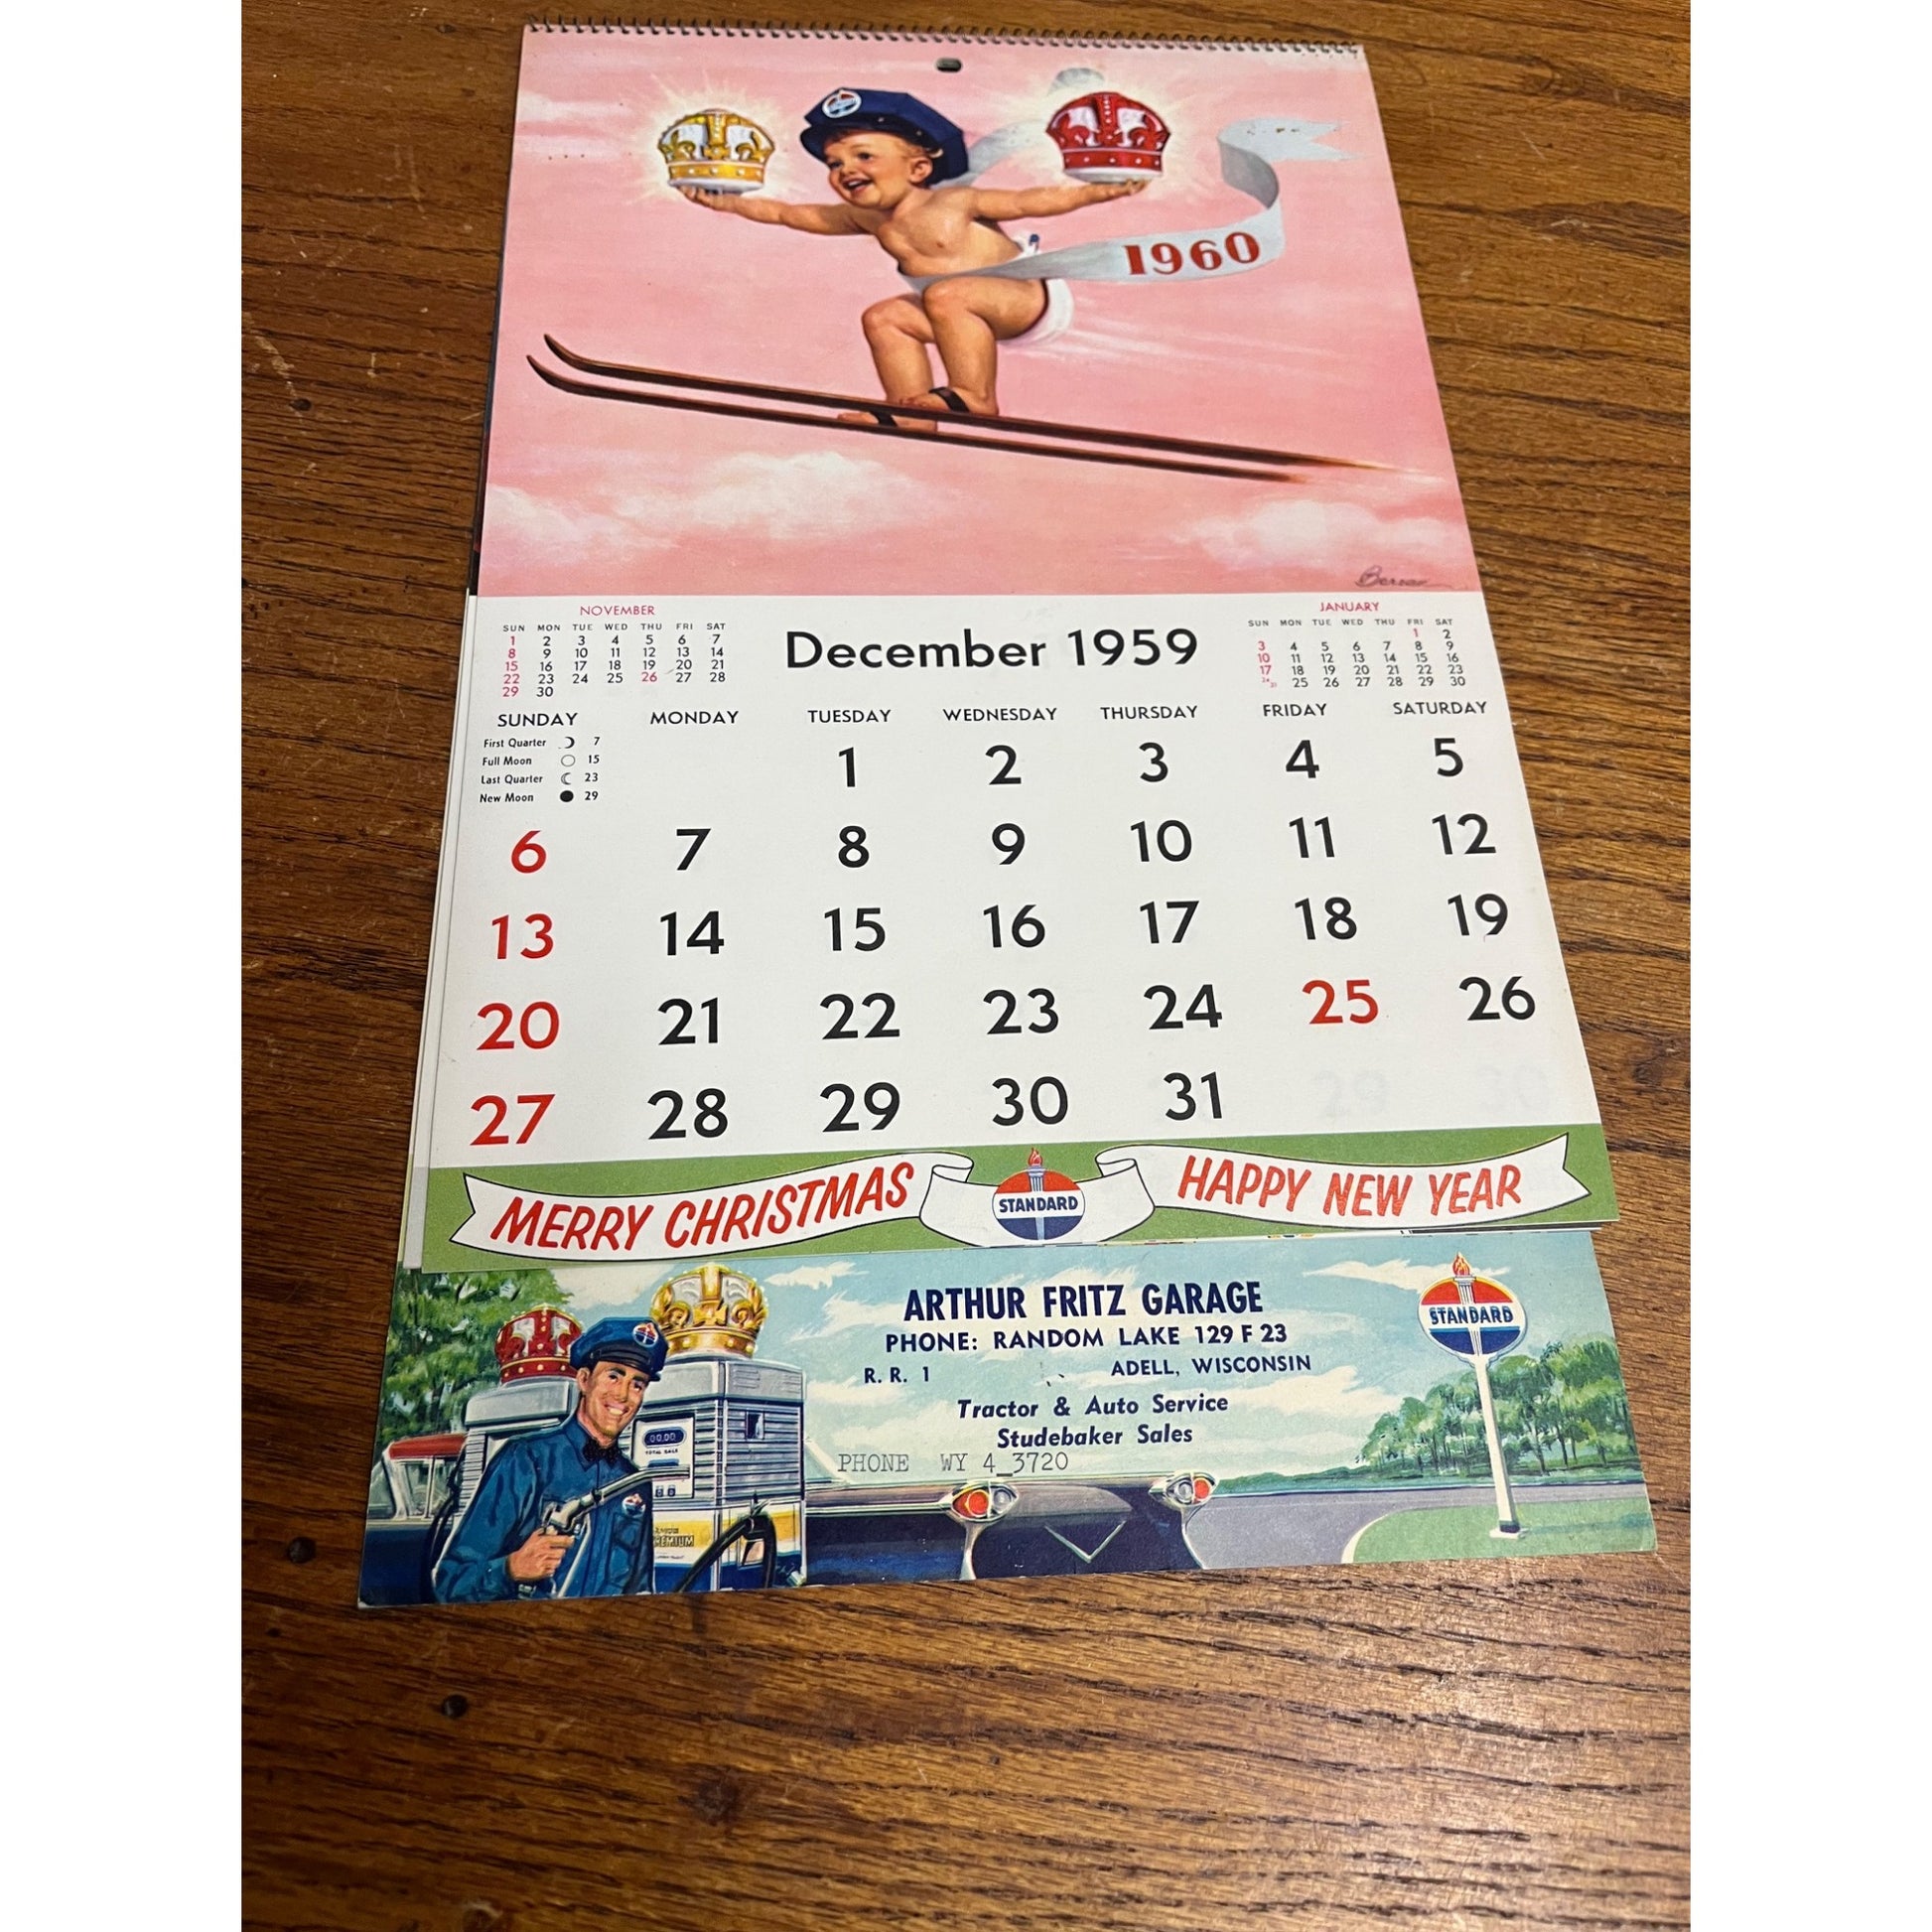 1960
NOVEMBER
SUN MON TUE WED THU FRI SAT
1 2 3 4 5 6 7
8 9 10 11 12 13 14
15 16 17 18 19 20 21
22 23 24 25 26 27 28
29 30
December 1959
JANUARY
SUN MON TUE WED THU FRI SAT
1 2
3 4 5 6 7 8 9
10 11 12 13 14 15 16
17 18 19 20 21 22 23
24 31 25 26 27 28 29 30
SUNDAY MONDAY TUESDAY WEDNESDAY THURSDAY FRIDAY SATURDAY
First Quarter 7
Full Moon 15
Last Quarter 23
New Moon 29
1 2 3 4 5
6 7 8 9 10 11 12
13 14 15 16 17 18 19
20 21 22 23 24 25 26
27 28 29 30 31 29 30
MERRY CHRISTMAS STANDARD HAPPY NEW YEAR
ARTHUR FRITZ GARAGE
PHONE: RANDOM LAKE 129 F 23
R. R. 1 ADELL, WISCONSIN
Tractor & Auto Service
Studebaker Sales
PHONE WY 4_3720
STANDARD
00.00
TOTAL SALE